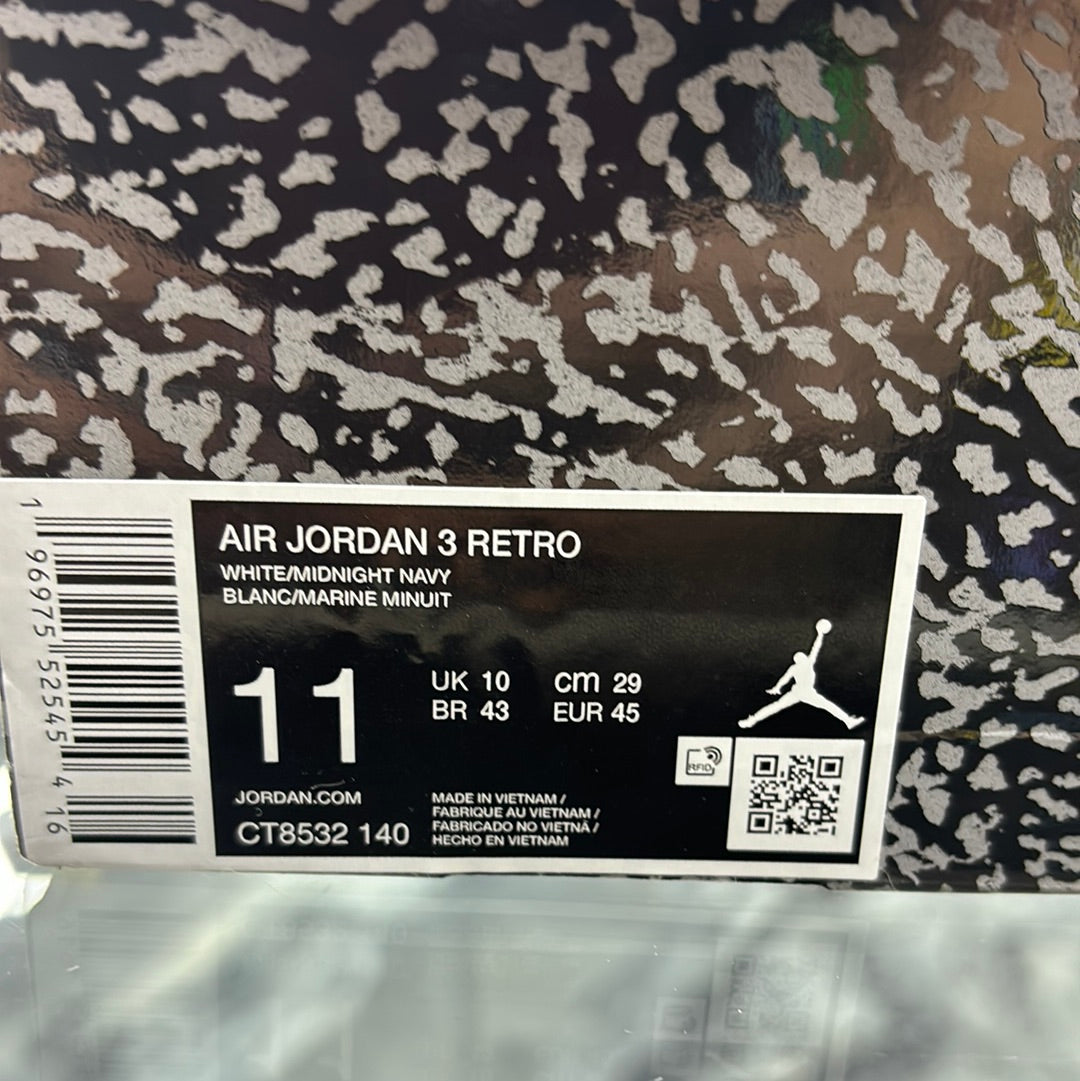 AIR JORDAN 3 RETRO
WHITE/MIDNIGHT NAVY
BLANC/MARINE MINUIT
11
UK 10 cm 29
BR 43 EUR 45
RFID
JORDAN.COM
CT8532 140
MADE IN VIETNAM /
FABRIQUE AU VIETNAM /
FABRICADO NO VIETNÃ /
HECHO EN VIETNAM
1 96975 52545 4 16